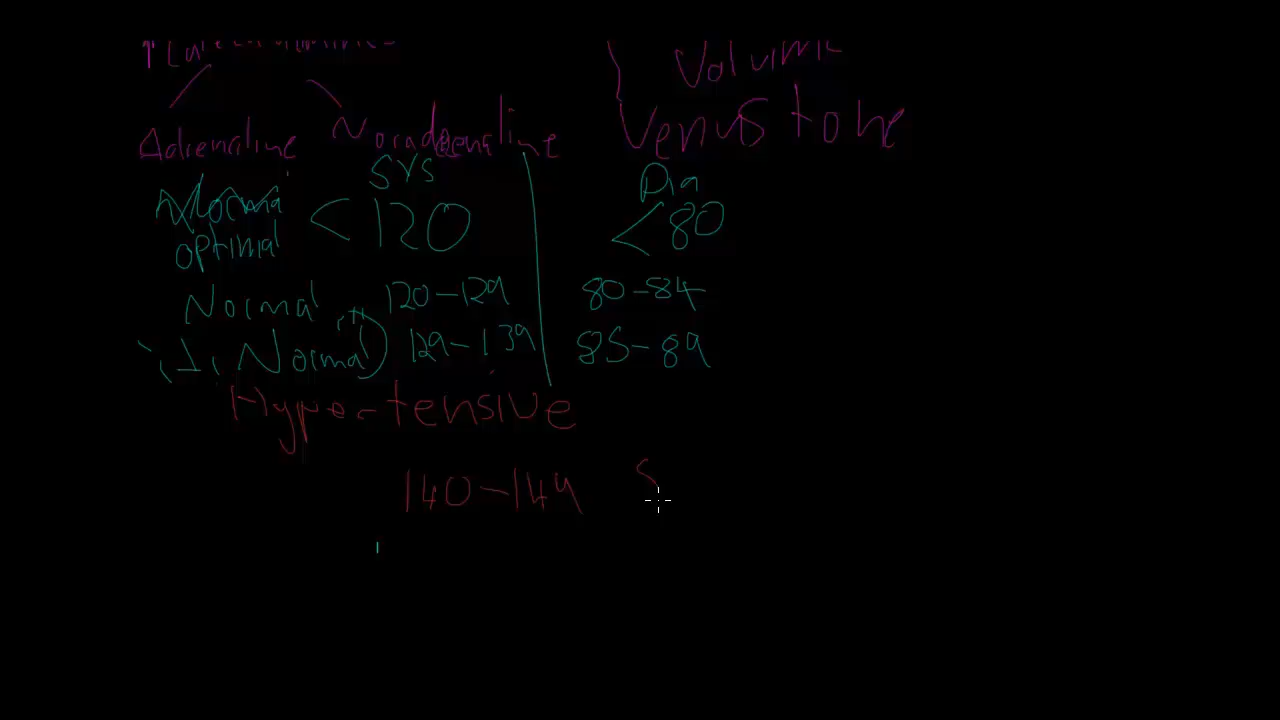 Volume
Adrenaline Noradrenaline Venus tone
sys Dia
Normal <120 <80
optimal
Normal 120-129 80-84
Normal 129-139 85-89
Hypertensive
140-149